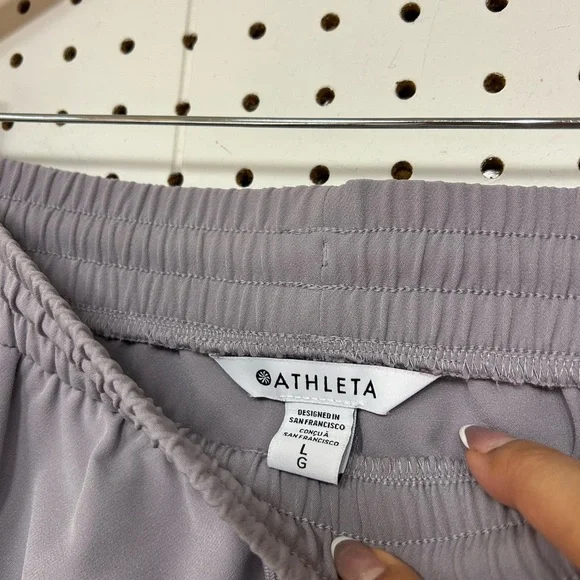 ATHLETA
DESIGNED IN
SAN FRANCISCO
CONÇU À
SAN FRANCISCO
L
G